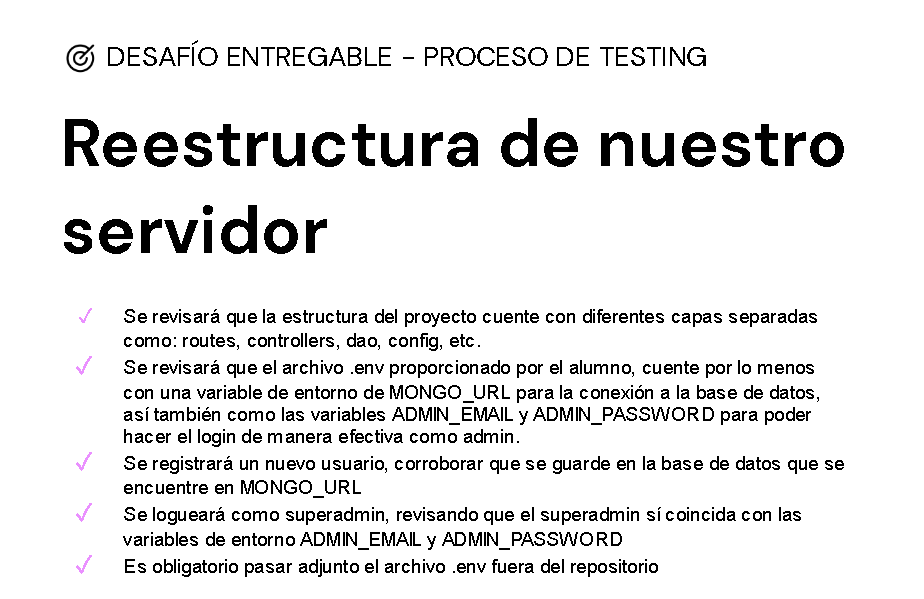 DESAFÍO ENTREGABLE - PROCESO DE TESTING
Reestructura de nuestro
servidor
✓ Se revisará que la estructura del proyecto cuente con diferentes capas separadas
como: routes, controllers, dao, config, etc.
✓ Se revisará que el archivo .env proporcionado por el alumno, cuente por lo menos
con una variable de entorno de MONGO_URL para la conexión a la base de datos,
así también como las variables ADMIN_EMAIL y ADMIN_PASSWORD para poder
hacer el login de manera efectiva como admin.
✓ Se registrará un nuevo usuario, corroborar que se guarde en la base de datos que se
encuentre en MONGO_URL
✓ Se logueará como superadmin, revisando que el superadmin sí coincida con las
variables de entorno ADMIN_EMAIL y ADMIN_PASSWORD
✓ Es obligatorio pasar adjunto el archivo .env fuera del repositorio